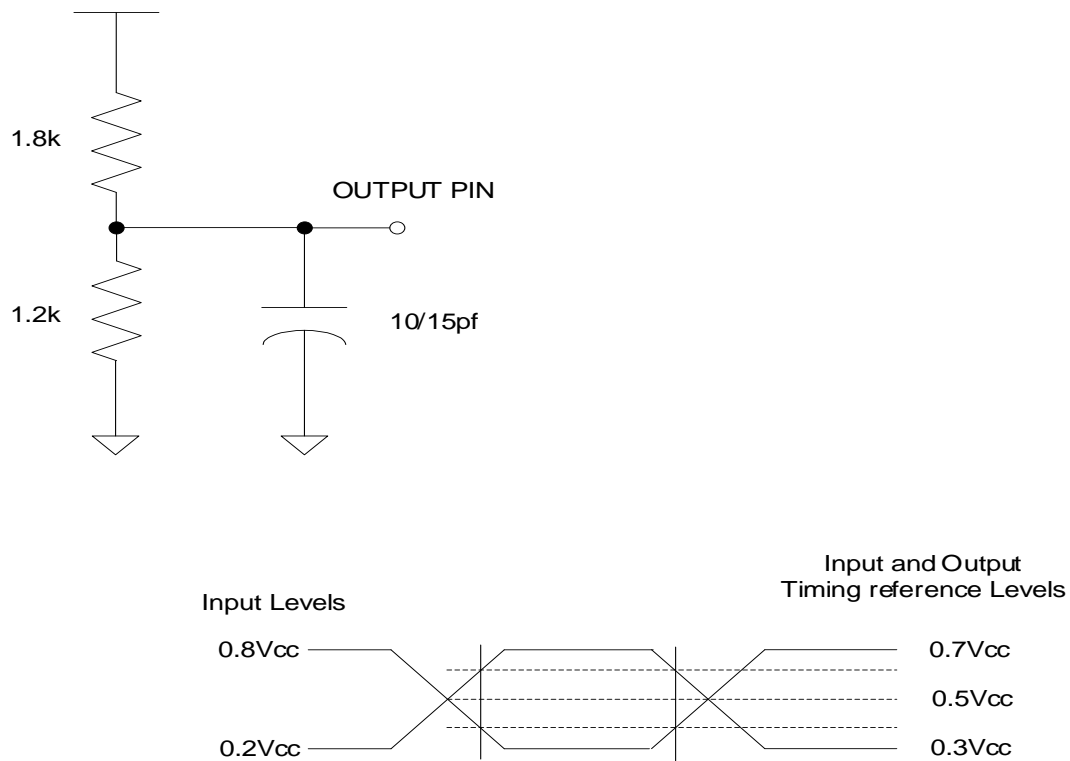 1.8k
OUTPUT PIN
1.2k
10/15pf
Input and Output
Timing reference Levels
Input Levels
0.8Vcc
0.7Vcc
0.5Vcc
0.2Vcc
0.3Vcc